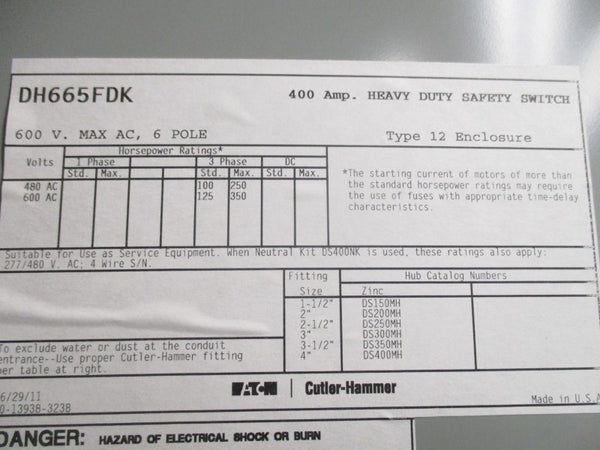 DH665FDK
400 Amp. HEAVY DUTY SAFETY SWITCH
600 V. MAX AC, 6 POLE
Type 12 Enclosure
Horsepower Ratings*
Volts 1 Phase 3 Phase DC
Std. Max. Std. Max. Std. Max.
480 AC 100 250
600 AC 125 350
*The starting current of motors of more than
the standard horsepower ratings may require
the use of fuses with appropriate time-delay
characteristics.
Suitable for Use as Service Equipment. When Neutral Kit DS400NK is used, these ratings also apply:
277/480 V. AC; 4 Wire S/N.
Fitting Hub Catalog Numbers
Size Zinc
1-1/2" DS150MH
2" DS200MH
2-1/2" DS250MH
3" DS300MH
3-1/2" DS350MH
4" DS400MH
To exclude water or dust at the conduit
entrance--Use proper Cutler-Hammer fitting
per table at right.
6/29/11
0-13938-3238
EATON Cutler-Hammer
Made in U.S.A
DANGER: HAZARD OF ELECTRICAL SHOCK OR BURN